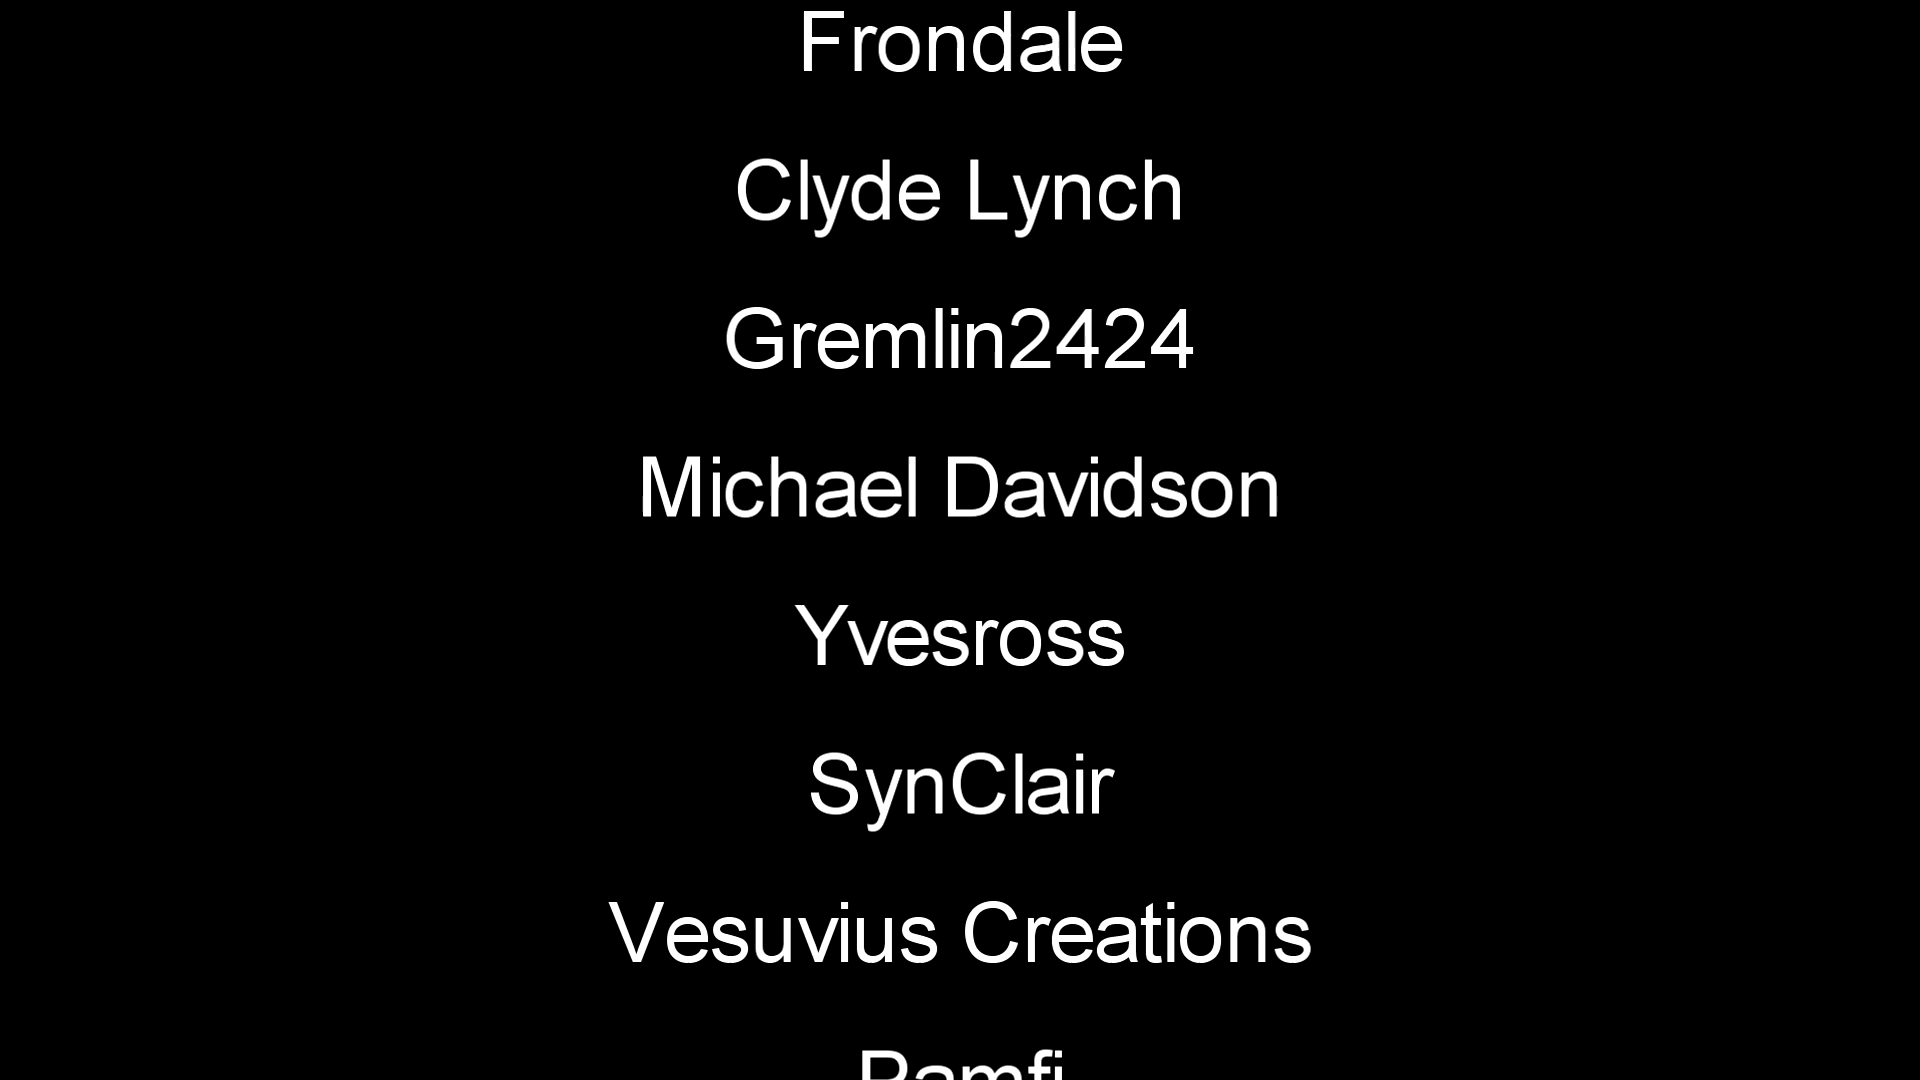 Frondale
Clyde Lynch
Gremlin2424
Michael Davidson
Yvesross
SynClair
Vesuvius Creations